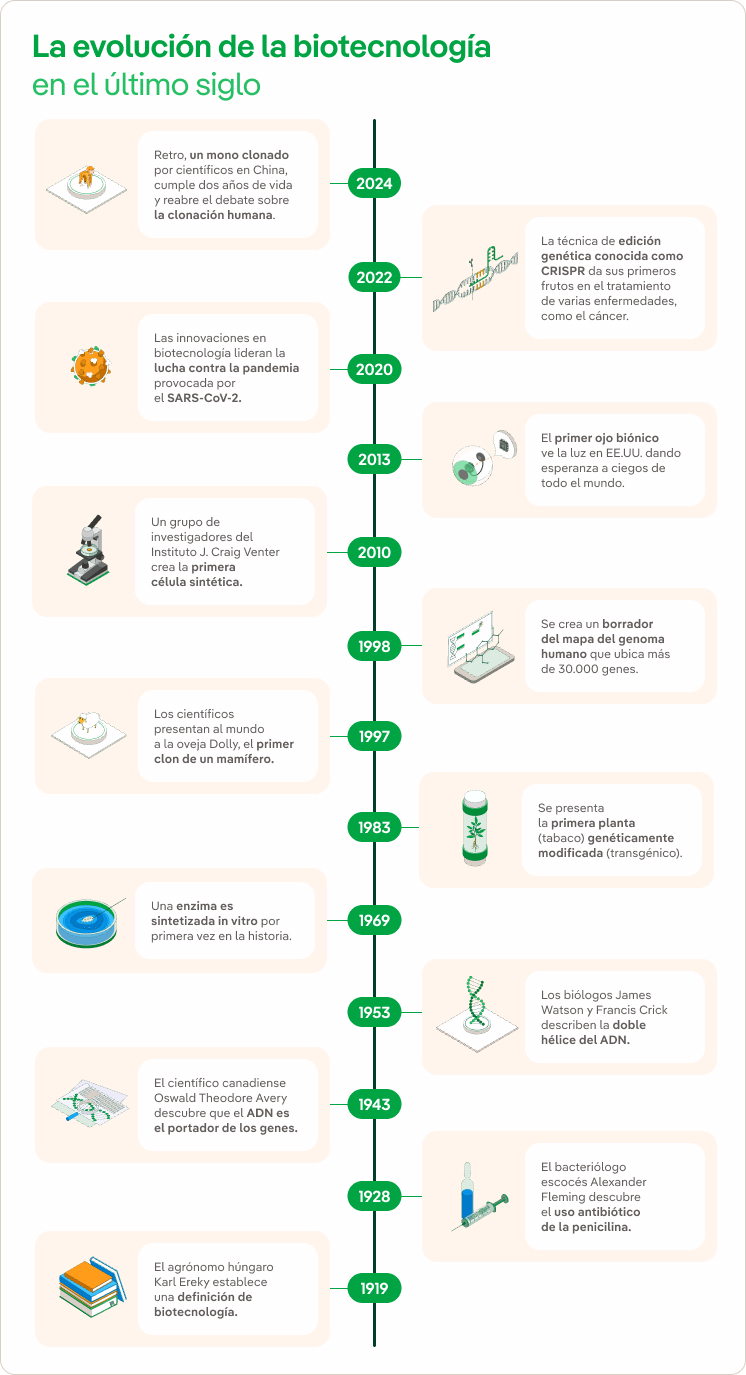 La evolución de la biotecnología
en el último siglo
Retro, un mono clonado
por científicos en China,
cumple dos años de vida
y reabre el debate sobre
la clonación humana.
2024
La técnica de edición
genética conocida como
CRISPR da sus primeros
frutos en el tratamiento
de varias enfermedades,
como el cáncer.
2022
Las innovaciones en
biotecnología lideran la
lucha contra la pandemia
provocada por
el SARS-CoV-2.
2020
El primer ojo biónico
ve la luz en EE.UU. dando
esperanza a ciegos de
todo el mundo.
2013
Un grupo de
investigadores del
Instituto J. Craig Venter
crea la primera
célula sintética.
2010
Se crea un borrador
del mapa del genoma
humano que ubica más
de 30.000 genes.
1998
Los científicos
presentan al mundo
a la oveja Dolly, el primer
clon de un mamífero.
1997
Se presenta
la primera planta
(tabaco) genéticamente
modificada (transgénico).
1983
Una enzima es
sintetizada in vitro por
primera vez en la historia.
1969
Los biólogos James
Watson y Francis Crick
describen la doble
hélice del ADN.
1953
El científico canadiense
Oswald Theodore Avery
descubre que el ADN es
el portador de los genes.
1943
El bacteriólogo
escocés Alexander
Fleming descubre
el uso antibiótico
de la penicilina.
1928
El agrónomo húngaro
Karl Ereky establece
una definición de
biotecnología.
1919